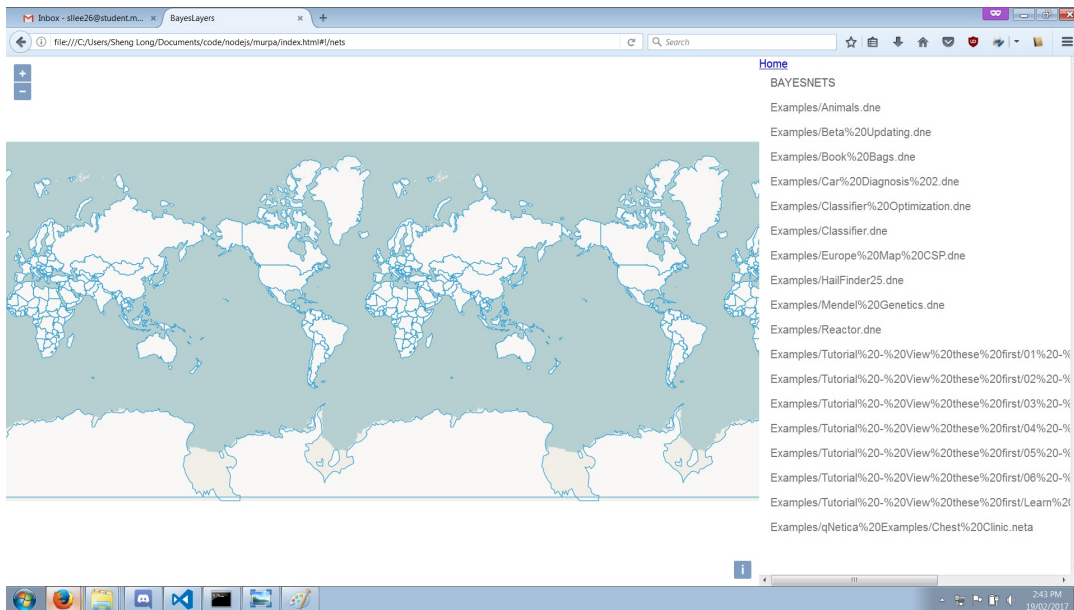 Inbox - sllee26@student.m... ×
BayesLayers ×
+
file:///C:/Users/Sheng Long/Documents/code/nodejs/murpa/index.html#!/nets
Search
+
−
Home
BAYESNETS
Examples/Animals.dne
Examples/Beta%20Updating.dne
Examples/Book%20Bags.dne
Examples/Car%20Diagnosis%202.dne
Examples/Classifier%20Optimization.dne
Examples/Classifier.dne
Examples/Europe%20Map%20CSP.dne
Examples/HailFinder25.dne
Examples/Mendel%20Genetics.dne
Examples/Reactor.dne
Examples/Tutorial%20-%20View%20these%20first/01%20-%
Examples/Tutorial%20-%20View%20these%20first/02%20-%
Examples/Tutorial%20-%20View%20these%20first/03%20-%
Examples/Tutorial%20-%20View%20these%20first/04%20-%
Examples/Tutorial%20-%20View%20these%20first/05%20-%
Examples/Tutorial%20-%20View%20these%20first/06%20-%
Examples/Tutorial%20-%20View%20these%20first/Learn%20
Examples/qNetica%20Examples/Chest%20Clinic.neta
i
2:43 PM
19/02/2017